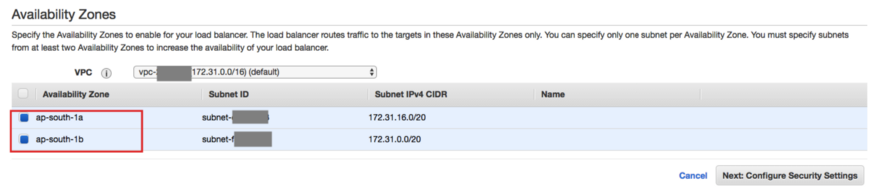 Availability Zones
Specify the Availability Zones to enable for your load balancer. The load balancer routes traffic to the targets in these Availability Zones only. You can specify only one subnet per Availability Zone. You must specify subnets
from at least two Availability Zones to increase the availability of your load balancer.
VPC i vpc- 172.31.0.0/16) (default)
Availability Zone Subnet ID Subnet IPv4 CIDR Name
ap-south-1a subnet- 172.31.16.0/20
ap-south-1b subnet-f 172.31.0.0/20
Cancel Next: Configure Security Settings